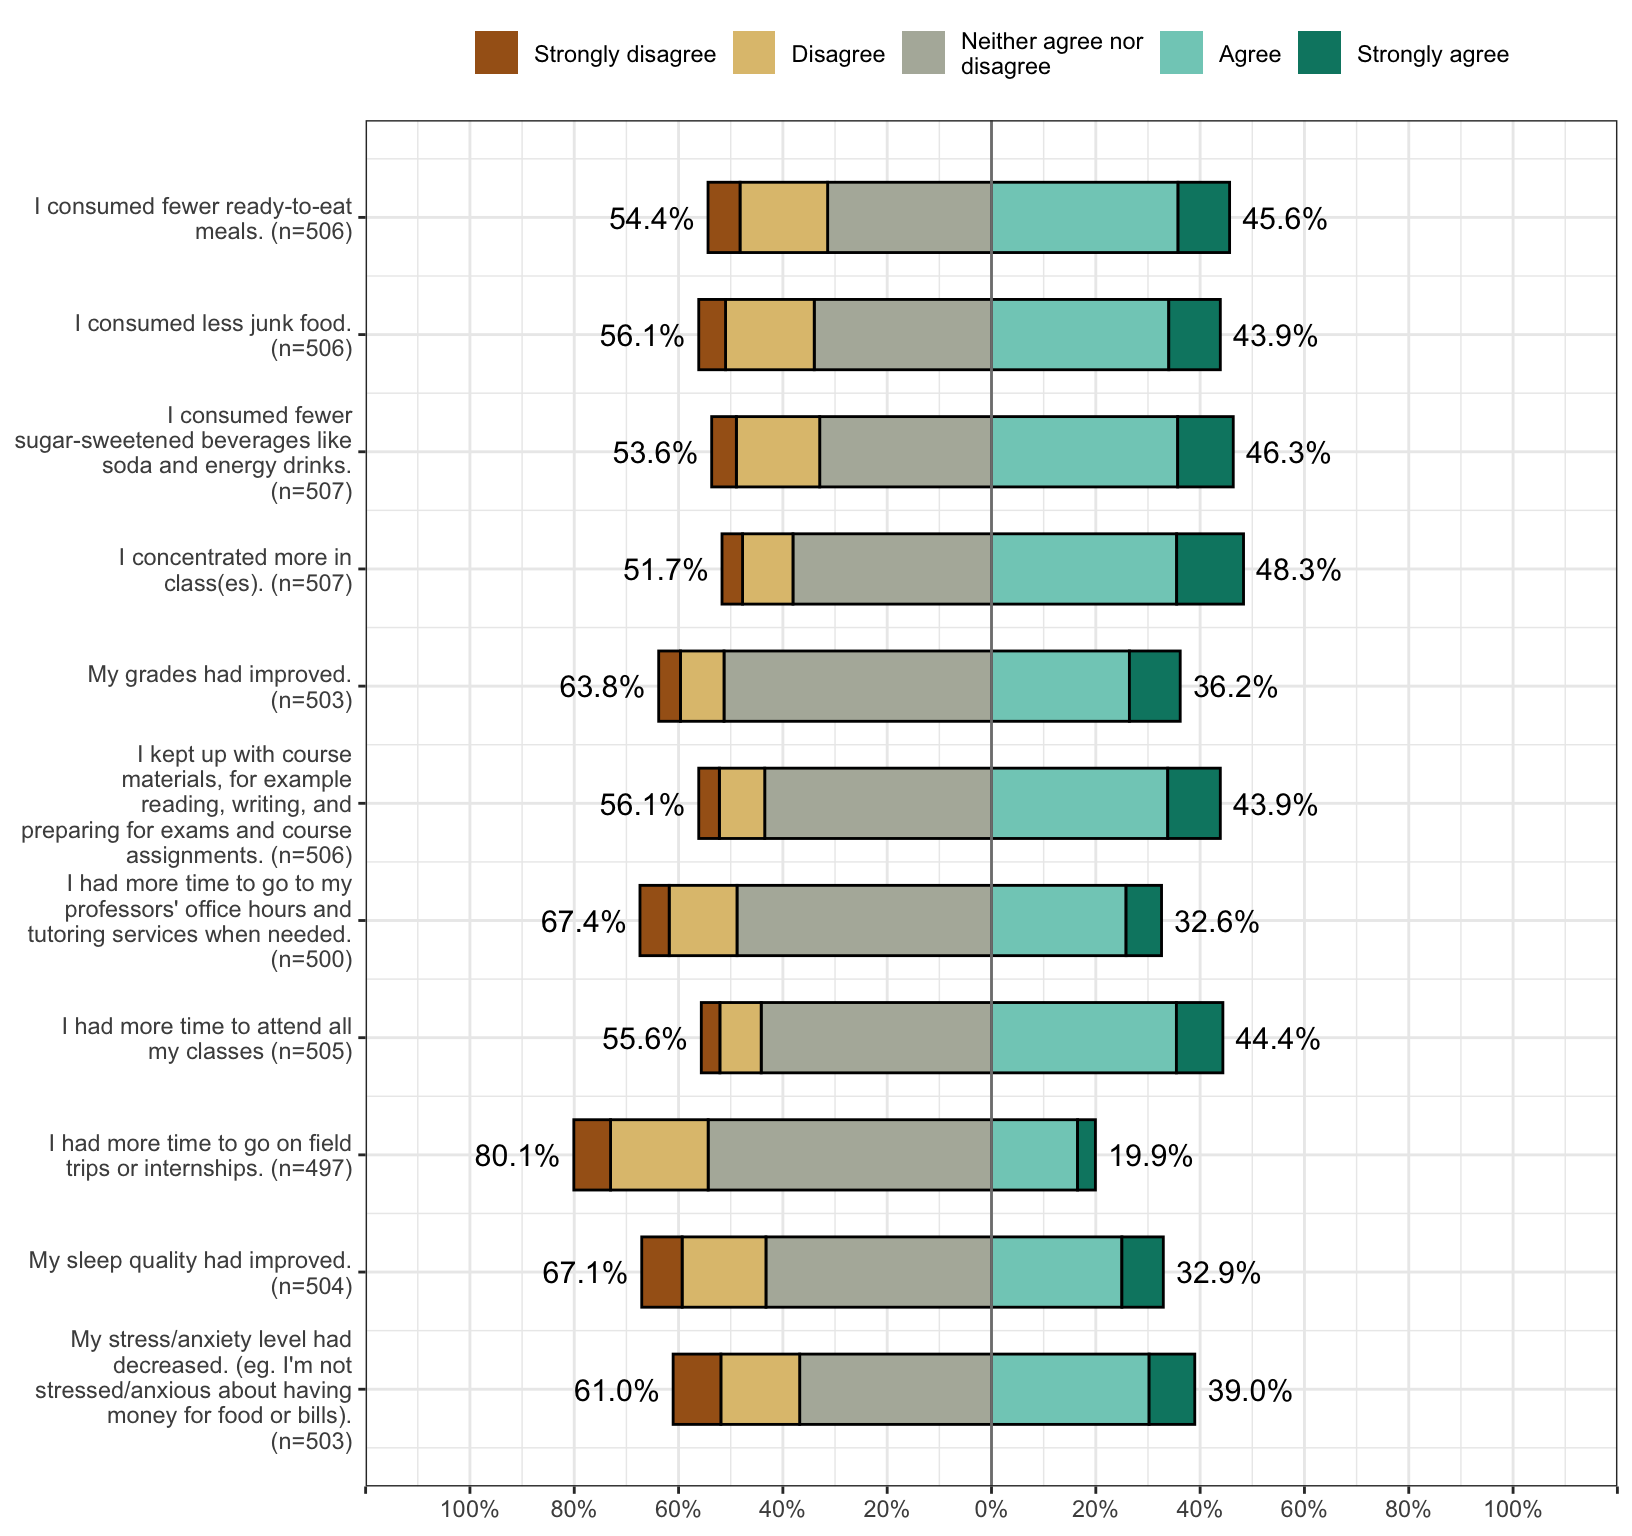 Strongly disagree
Disagree
Neither agree nor
disagree
Agree
Strongly agree
I consumed fewer ready-to-eat
meals. (n=506)
54.4%
45.6%
I consumed less junk food.
(n=506)
56.1%
43.9%
I consumed fewer
sugar-sweetened beverages like
soda and energy drinks.
(n=507)
53.6%
46.3%
I concentrated more in
class(es). (n=507)
51.7%
48.3%
My grades had improved.
(n=503)
63.8%
36.2%
I kept up with course
materials, for example
reading, writing, and
preparing for exams and course
assignments. (n=506)
56.1%
43.9%
I had more time to go to my
professors' office hours and
tutoring services when needed.
(n=500)
67.4%
32.6%
I had more time to attend all
my classes (n=505)
55.6%
44.4%
I had more time to go on field
trips or internships. (n=497)
80.1%
19.9%
My sleep quality had improved.
(n=504)
67.1%
32.9%
My stress/anxiety level had
decreased. (eg. I'm not
stressed/anxious about having
money for food or bills).
(n=503)
61.0%
39.0%
100% 80% 60% 40% 20% 0% 20% 40% 60% 80% 100%